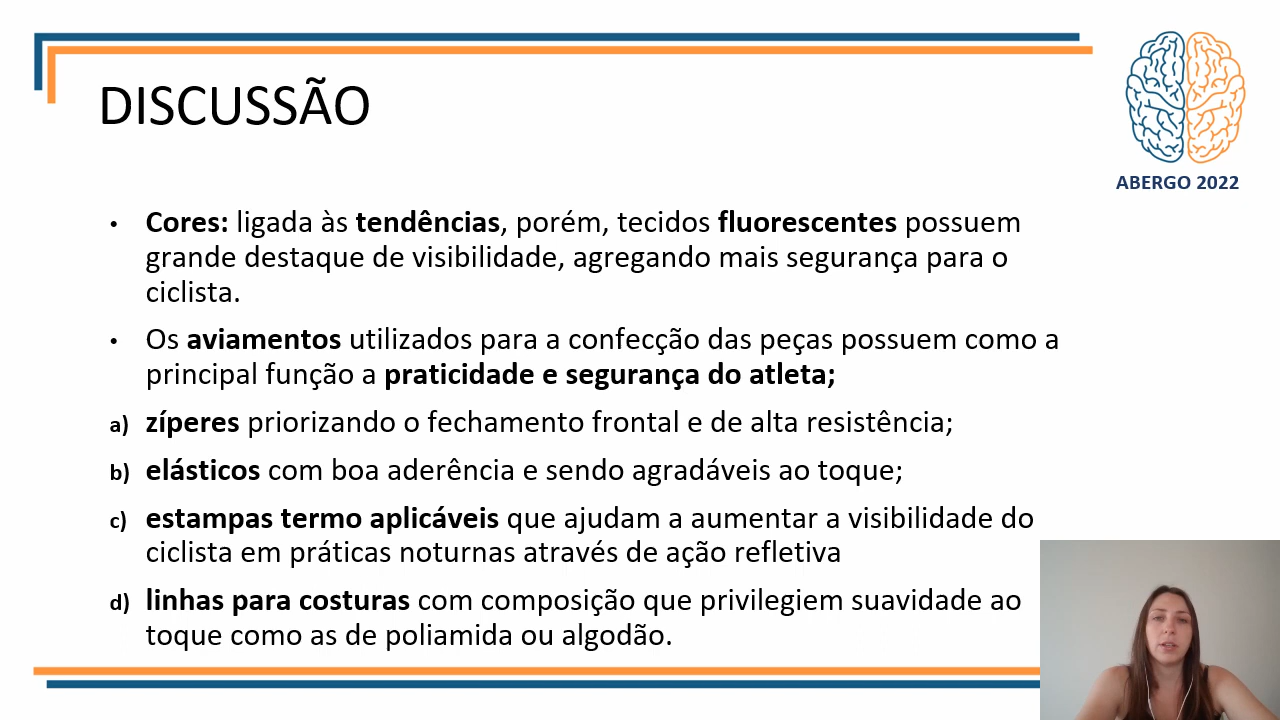 DISCUSSÃO
ABERGO 2022
• Cores: ligada às tendências, porém, tecidos fluorescentes possuem
grande destaque de visibilidade, agregando mais segurança para o
ciclista.
• Os aviamentos utilizados para a confecção das peças possuem como a
principal função a praticidade e segurança do atleta;
a) zíperes priorizando o fechamento frontal e de alta resistência;
b) elásticos com boa aderência e sendo agradáveis ao toque;
c) estampas termo aplicáveis que ajudam a aumentar a visibilidade do
ciclista em práticas noturnas através de ação refletiva
d) linhas para costuras com composição que privilegiem suavidade ao
toque como as de poliamida ou algodão.